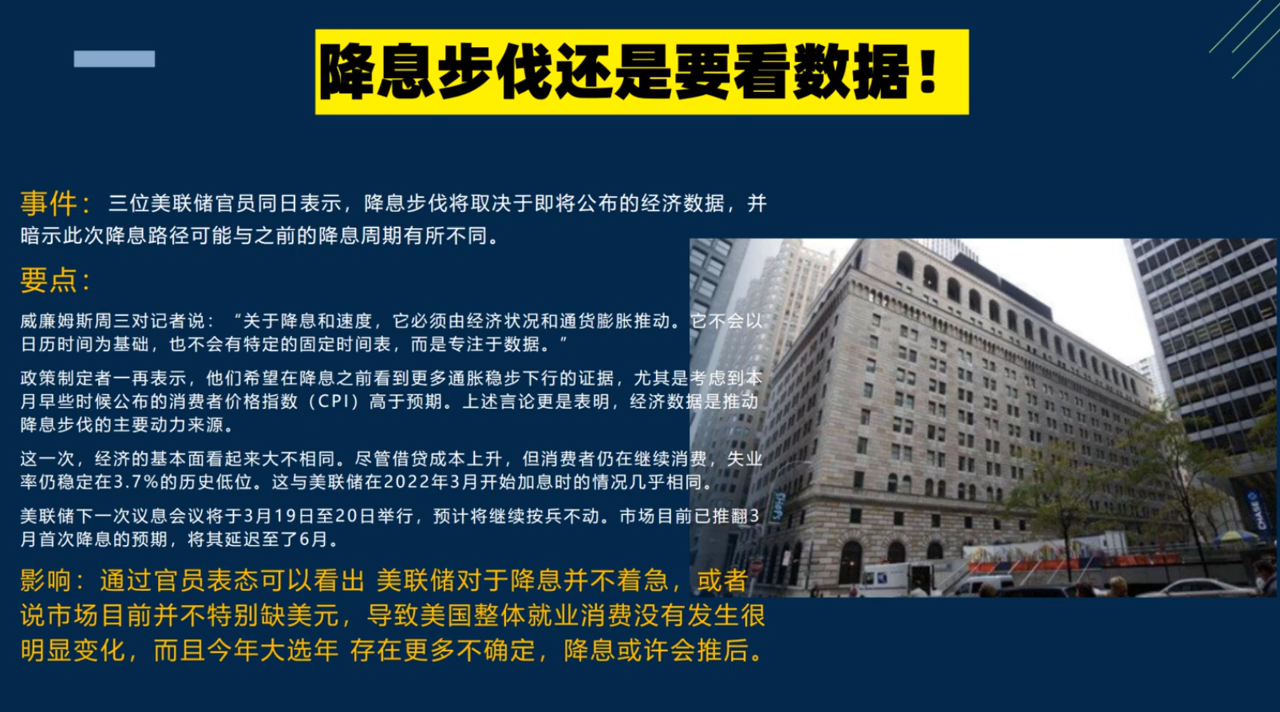 降息步伐还是要看数据！
事件：三位美联储官员同日表示，降息步伐将取决于即将公布的经济数据，并
暗示此次降息路径可能与之前的降息周期有所不同。
要点：
威廉姆斯周三对记者说：“关于降息和速度，它必须由经济状况和通货膨胀推动。它不会以
日历时间为基础，也不会有特定的固定时间表，而是专注于数据。”
政策制定者一再表示，他们希望在降息之前看到更多通胀稳步下行的证据，尤其是考虑到本
月早些时候公布的消费者价格指数（CPI）高于预期。上述言论更是表明，经济数据是推动
降息步伐的主要动力来源。
这一次，经济的基本面看起来大不相同。尽管借贷成本上升，但消费者仍在继续消费，失业
率仍稳定在3.7%的历史低位。这与美联储在2022年3月开始加息时的情况几乎相同。
美联储下一次议息会议将于3月19日至20日举行，预计将继续按兵不动。市场目前已推翻3
月首次降息的预期，将其延迟至了6月。
影响：通过官员表态可以看出 美联储对于降息并不着急，或者
说市场目前并不特别缺美元，导致美国整体就业消费没有发生很
明显变化，而且今年大选年 存在更多不确定，降息或许会推后。
CHASE